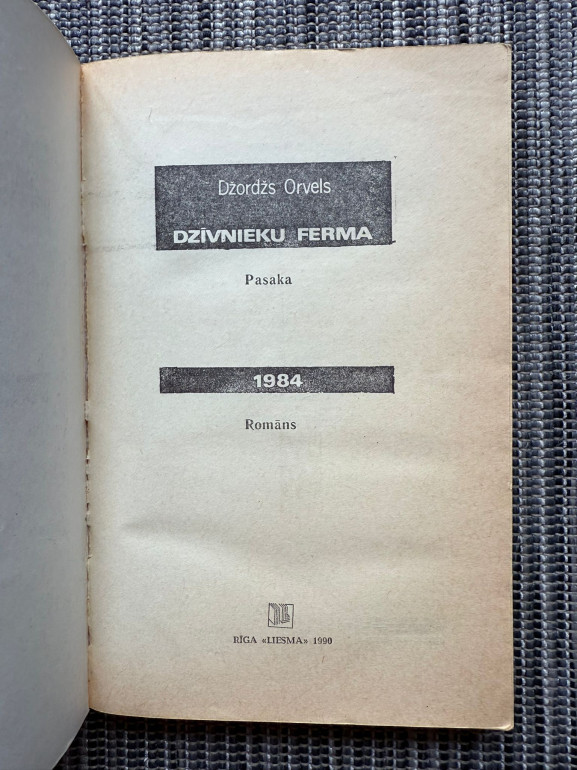 Džordžs Orvels
DZĪVNIEKU FERMA
Pasaka
1984
Romāns
RĪGA «LIESMA» 1990